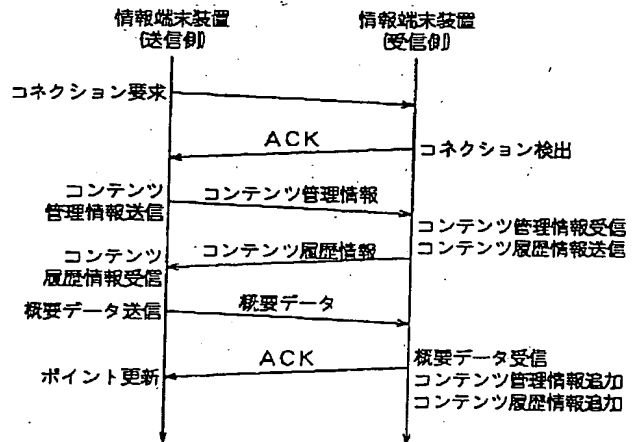 情報端末装置
(送信側)
情報端末装置
(受信側)
コネクション要求
ACK
コネクション検出
コンテンツ
管理情報送信
コンテンツ管理情報
コンテンツ管理情報受信
コンテンツ履歴情報送信
コンテンツ履歴情報
コンテンツ
履歴情報受信
概要データ送信
概要データ
ACK
概要データ受信
コンテンツ管理情報追加
コンテンツ履歴情報追加
ポイント更新